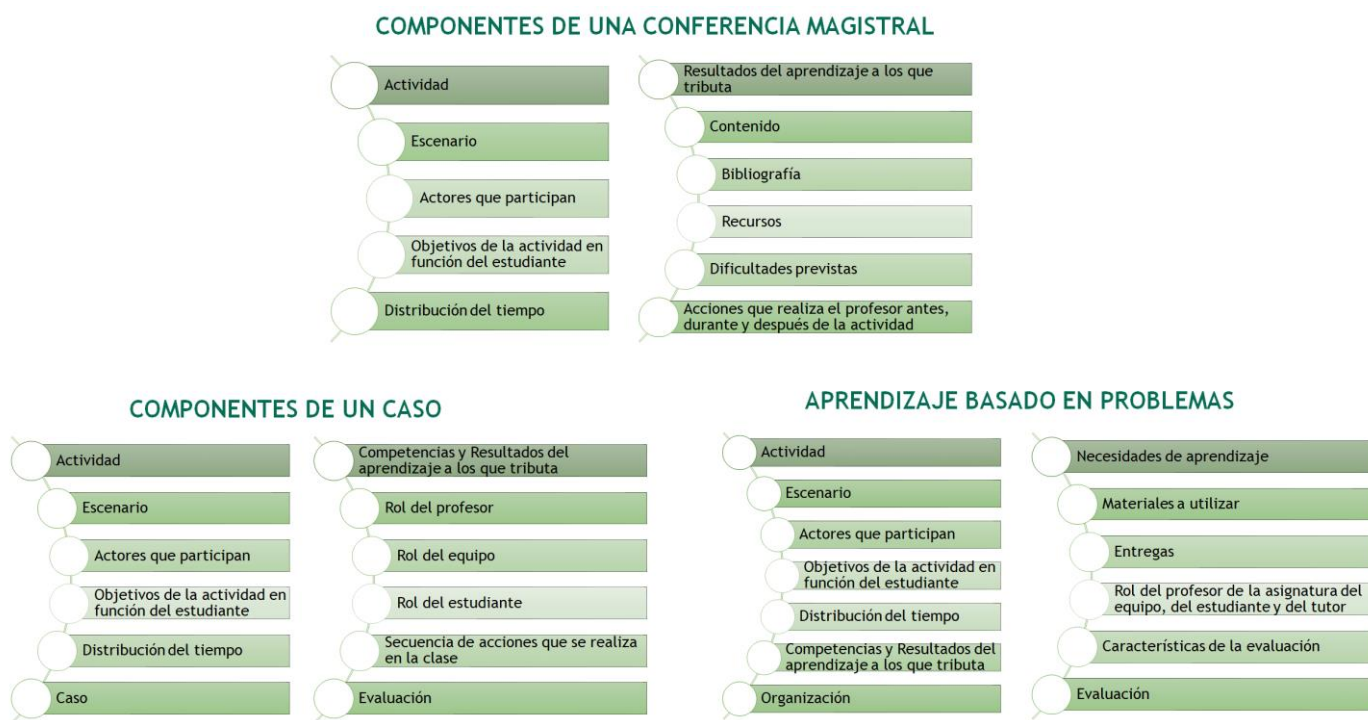 COMPONENTES DE UNA CONFERENCIA MAGISTRAL
Actividad
Escenario
Actores que participan
Objetivos de la actividad en
función del estudiante
Distribución del tiempo
Resultados del aprendizaje a los que
tributa
Contenido
Bibliografía
Recursos
Dificultades previstas
Acciones que realiza el profesor antes,
durante y después de la actividad
COMPONENTES DE UN CASO
Actividad
Escenario
Actores que participan
Objetivos de la actividad en
función del estudiante
Distribución del tiempo
Caso
Competencias y Resultados del
aprendizaje a los que tributa
Rol del profesor
Rol del equipo
Rol del estudiante
Secuencia de acciones que se realiza
en la clase
Evaluación
APRENDIZAJE BASADO EN PROBLEMAS
Actividad
Escenario
Actores que participan
Objetivos de la actividad en
función del estudiante
Distribución del tiempo
Competencias y Resultados del
aprendizaje a los que tributa
Organización
Necesidades de aprendizaje
Materiales a utilizar
Entregas
Rol del profesor de la asignatura del
equipo, del estudiante y del tutor
Características de la evaluación
Evaluación